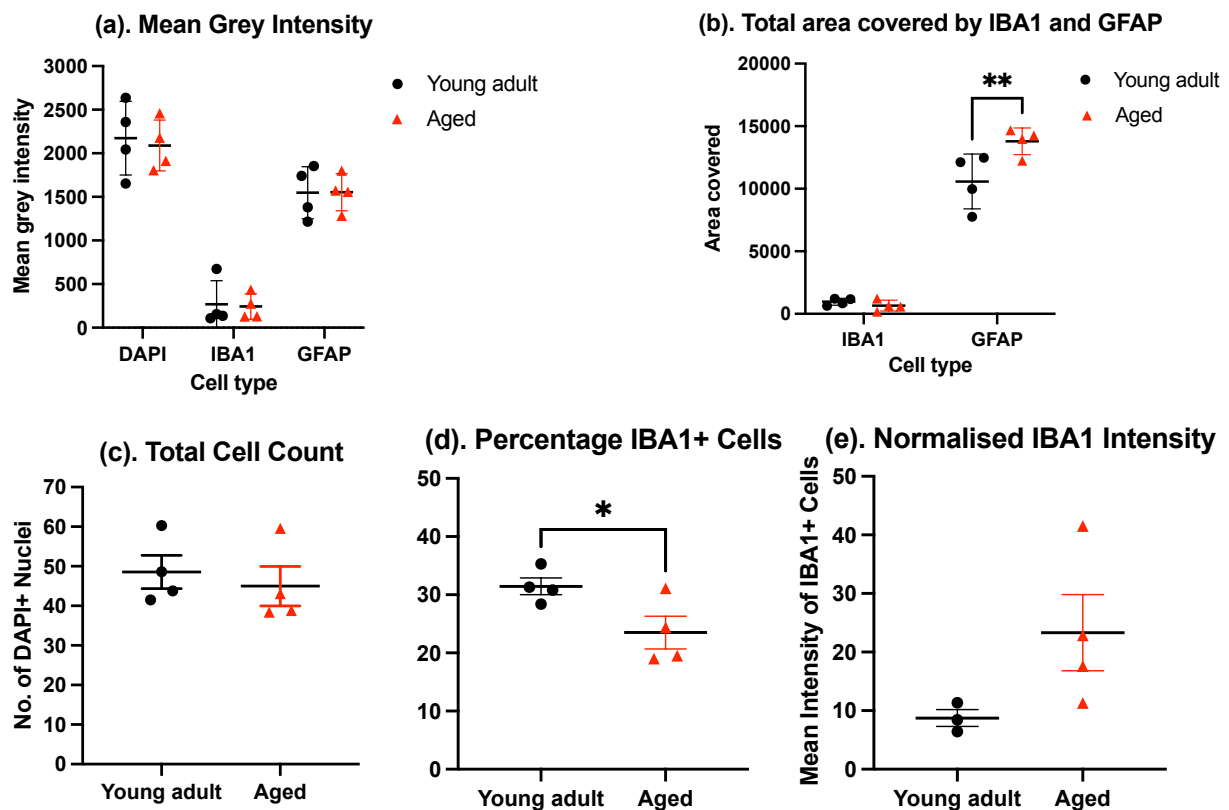 (a). Mean Grey Intensity
3000
2500
2000
1500
1000
500
0
Mean grey intensity
DAPI IBA1 GFAP
Cell type
Young adult
Aged
(b). Total area covered by IBA1 and GFAP
20000
15000
10000
5000
0
Area covered
**
IBA1 GFAP
Cell type
Young adult
Aged
(c). Total Cell Count
70
60
50
40
30
20
10
0
No. of DAPI+ Nuclei
Young adult Aged
(d). Percentage IBA1+ Cells
50
40
30
20
10
0
*
Young adult Aged
(e). Normalised IBA1 Intensity
50
40
30
20
10
0
Mean Intensity of IBA1+ Cells
Young adult Aged